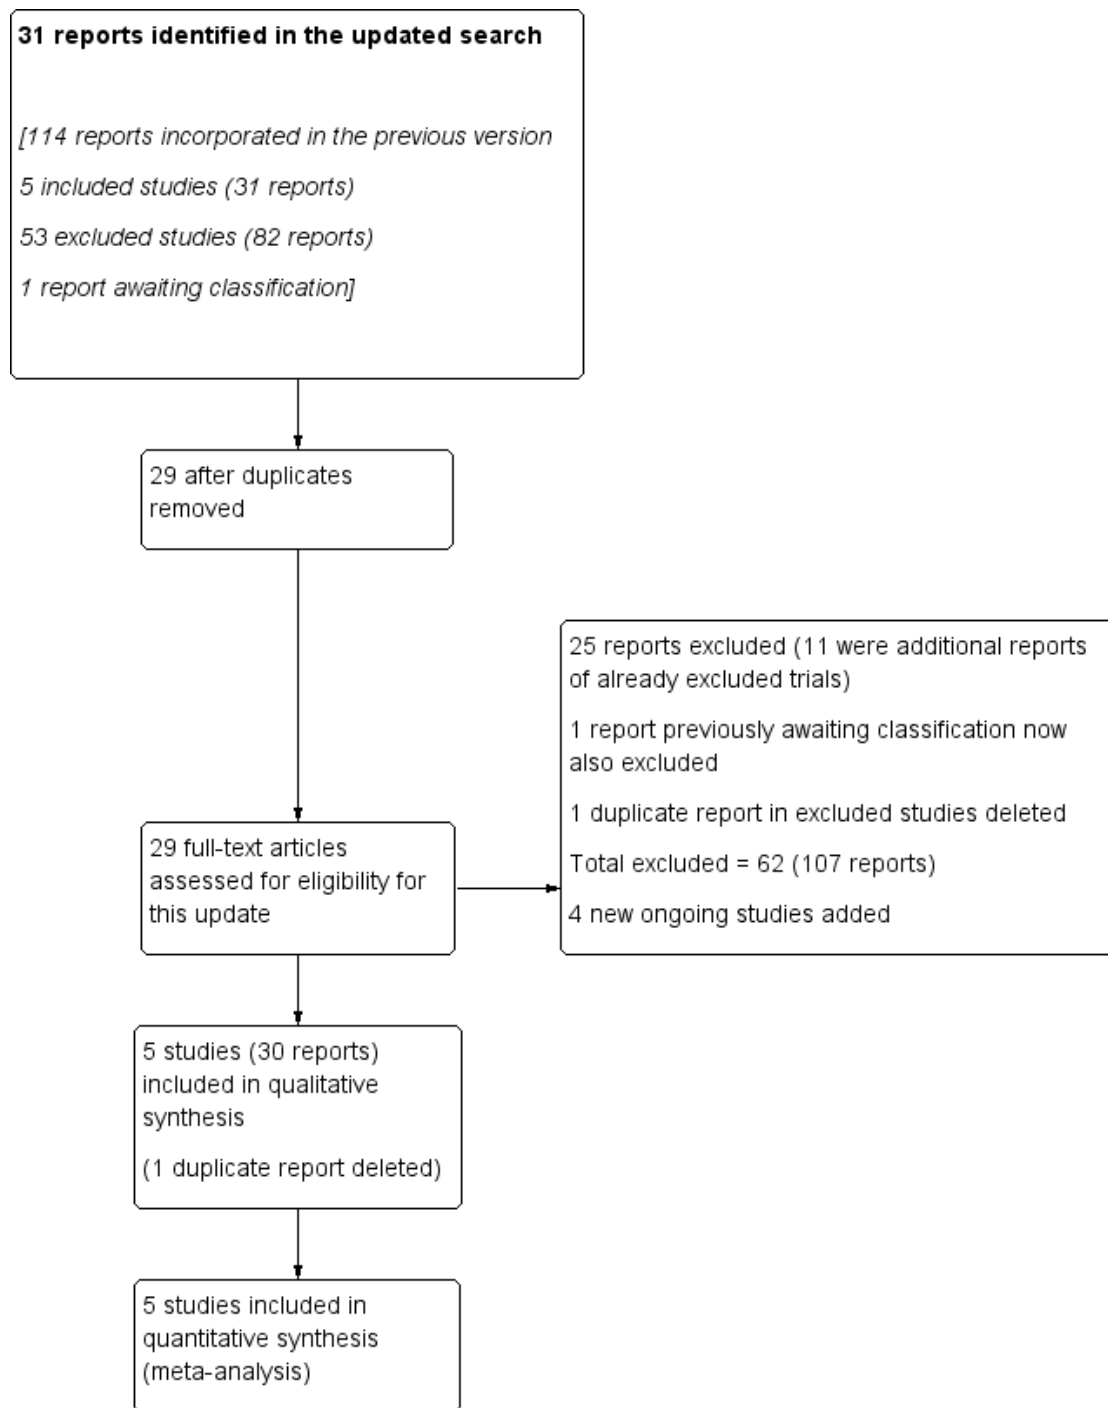 31 reports identified in the updated search
[114 reports incorporated in the previous version
5 included studies (31 reports)
53 excluded studies (82 reports)
1 report awaiting classification]
29 after duplicates
removed
25 reports excluded (11 were additional reports
of already excluded trials)
1 report previously awaiting classification now
also excluded
1 duplicate report in excluded studies deleted
Total excluded = 62 (107 reports)
4 new ongoing studies added
29 full-text articles
assessed for eligibility for
this update
5 studies (30 reports)
included in qualitative
synthesis
(1 duplicate report deleted)
5 studies included in
quantitative synthesis
(meta-analysis)